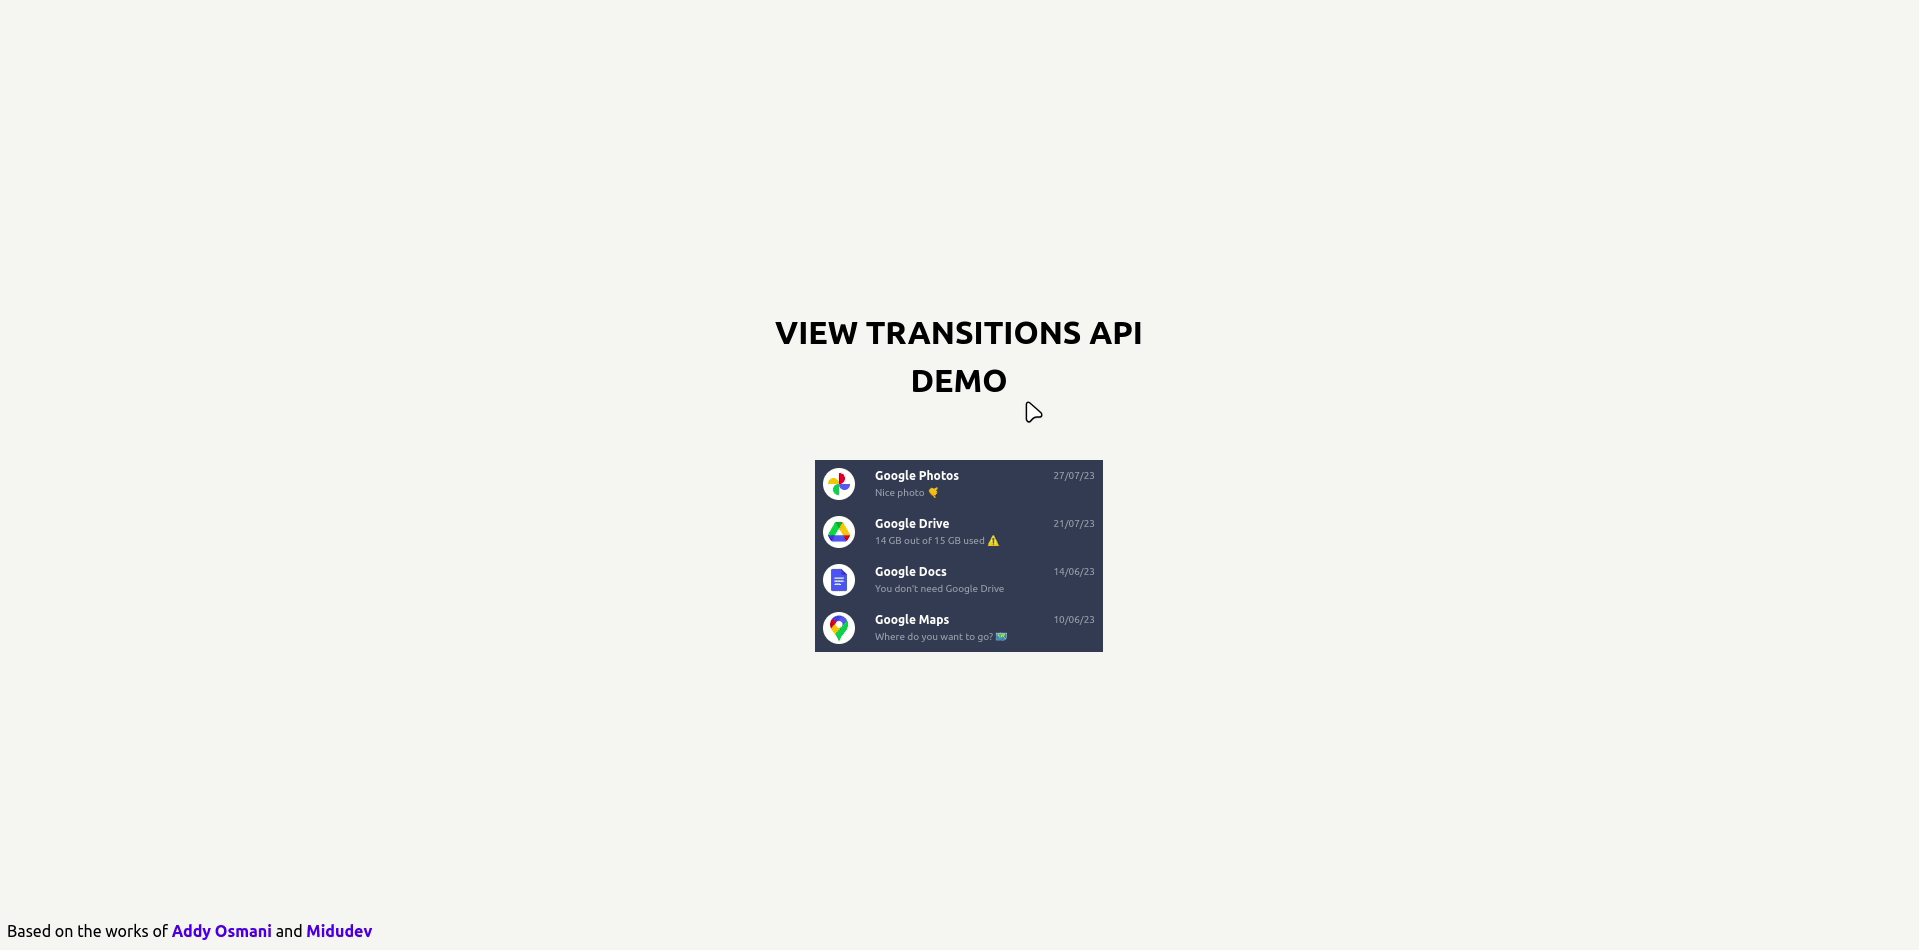 VIEW TRANSITIONS API
DEMO
Google Photos 27/07/23
Nice photo
Google Drive 21/07/23
14 GB out of 15 GB used ⚠️
Google Docs 14/06/23
You don't need Google Drive
Google Maps 10/06/23
Where do you want to go? 🗺️
Based on the works of Addy Osmani and Midudev